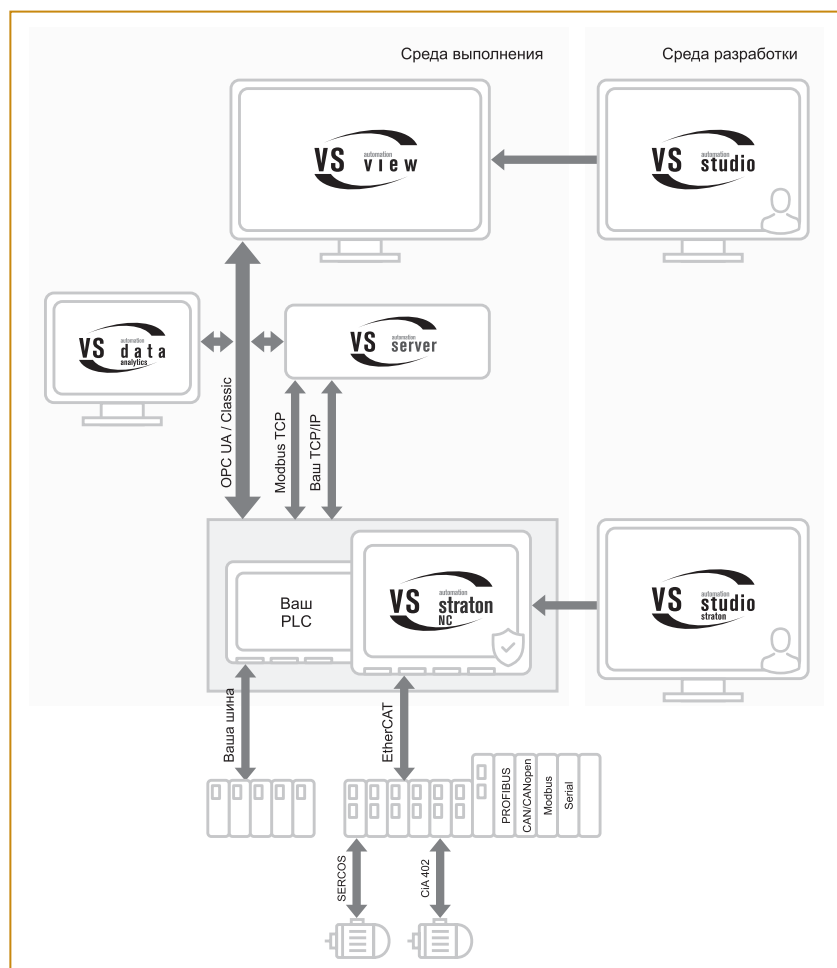 Среда выполнения
Среда разработки
VS automation view
VS automation studio
VS automation data analytics
VS automation server
OPC UA / Classic
Modbus TCP
Ваш TCP/IP
Ваш
PLC
VS automation straton NC
VS automation studio straton
Ваша шина
EtherCAT
PROFIBUS
CAN/CANopen
Modbus
Serial
SERCOS
CiA 402